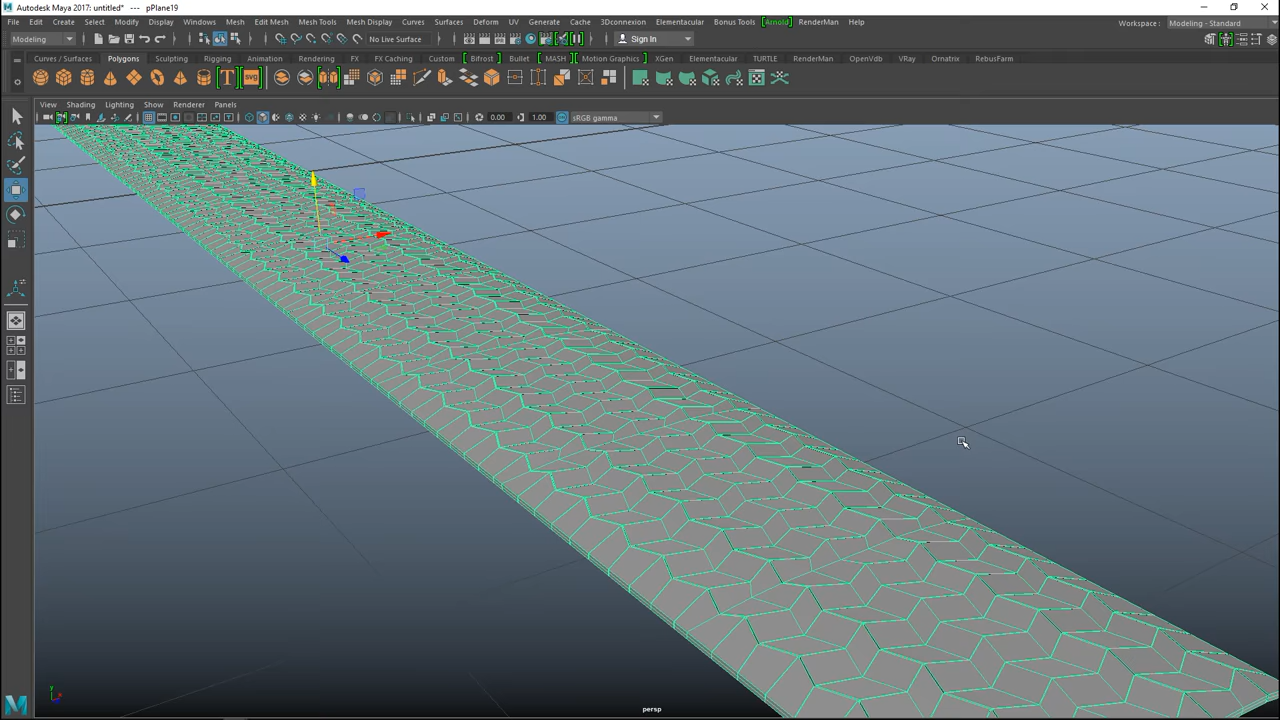 Autodesk Maya 2017: untitled* --- pPlane19
File Edit Create Select Modify Display Windows Mesh Edit Mesh Mesh Tools Mesh Display Curves Surfaces Deform UV Generate Cache 3Dconnexion Elementacular Bonus Tools [Arnold] RenderMan Help Workspace : Modeling - Standard
Modeling No Live Surface Sign In
Curves / Surfaces Polygons Sculpting Rigging Animation Rendering FX FX Caching Custom Bifrost Bullet MASH Motion Graphics XGen Elementacular TURTLE RenderMan OpenVdb VRay Ornatrix RebusFarm
T svg
View Shading Lighting Show Renderer Panels
0.00 1.00 sRGB gamma
y x
persp